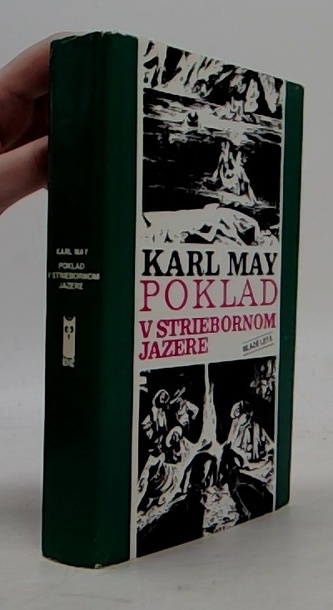 KARL MAY
POKLAD
V STRIEBORNOM
JAZERE
KARL MAY
POKLAD
V STRIEBORNOM
JAZERE
MLADÉ LETÁ